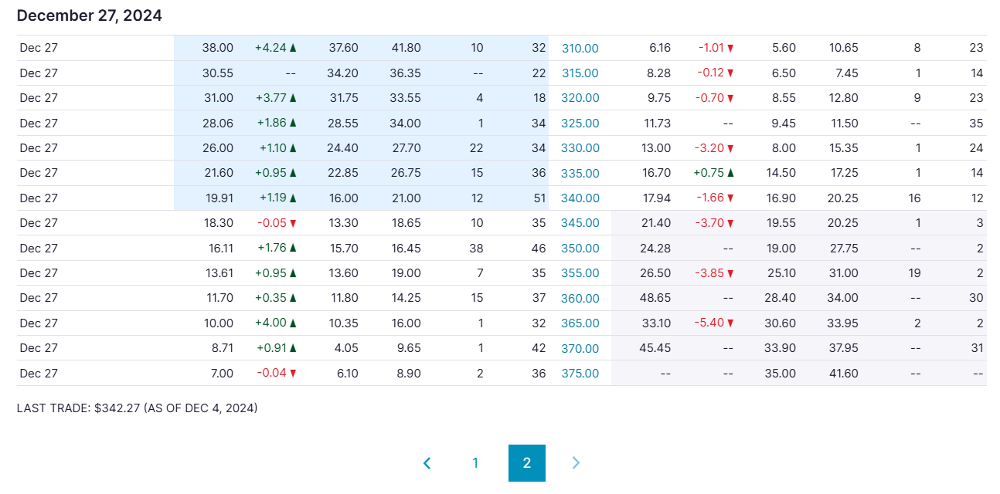 December 27, 2024
Dec 27 38.00 +4.24 ▲ 37.60 41.80 10 32 310.00 6.16 -1.01 ▼ 5.60 10.65 8 23
Dec 27 30.55 -- 34.20 36.35 -- 22 315.00 8.28 -0.12 ▼ 6.50 7.45 1 14
Dec 27 31.00 +3.77 ▲ 31.75 33.55 4 18 320.00 9.75 -0.70 ▼ 8.55 12.80 9 23
Dec 27 28.06 +1.86 ▲ 28.55 34.00 1 34 325.00 11.73 -- 9.45 11.50 -- 35
Dec 27 26.00 +1.10 ▲ 24.40 27.70 22 34 330.00 13.00 -3.20 ▼ 8.00 15.35 1 24
Dec 27 21.60 +0.95 ▲ 22.85 26.75 15 36 335.00 16.70 +0.75 ▲ 14.50 17.25 1 14
Dec 27 19.91 +1.19 ▲ 16.00 21.00 12 51 340.00 17.94 -1.66 ▼ 16.90 20.25 16 12
Dec 27 18.30 -0.05 ▼ 13.30 18.65 10 35 345.00 21.40 -3.70 ▼ 19.55 20.25 1 3
Dec 27 16.11 +1.76 ▲ 15.70 16.45 38 46 350.00 24.28 -- 19.00 27.75 -- 2
Dec 27 13.61 +0.95 ▲ 13.60 19.00 7 35 355.00 26.50 -3.85 ▼ 25.10 31.00 19 2
Dec 27 11.70 +0.35 ▲ 11.80 14.25 15 37 360.00 48.65 -- 28.40 34.00 -- 30
Dec 27 10.00 +4.00 ▲ 10.35 16.00 1 32 365.00 33.10 -5.40 ▼ 30.60 33.95 2 2
Dec 27 8.71 +0.91 ▲ 4.05 9.65 1 42 370.00 45.45 -- 33.90 37.95 -- 31
Dec 27 7.00 -0.04 ▼ 6.10 8.90 2 36 375.00 -- -- 35.00 41.60 -- --
LAST TRADE: $342.27 (AS OF DEC 4, 2024)
1 2